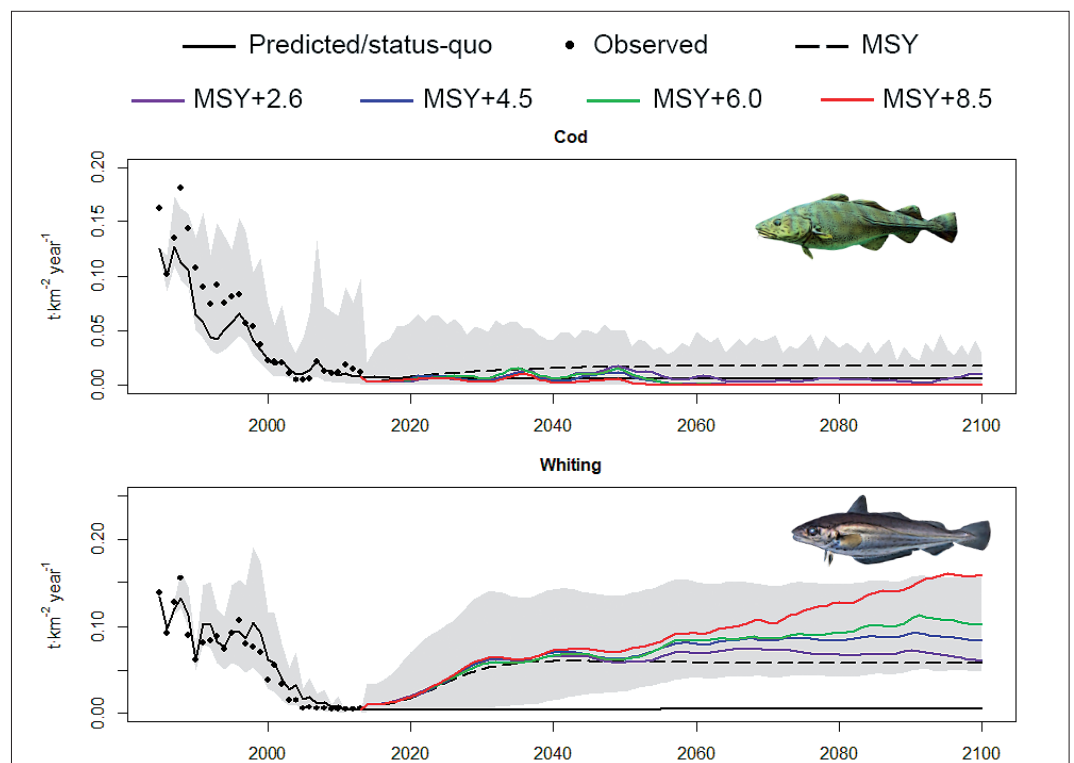 Predicted/status-quo Observed MSY
MSY+2.6 MSY+4.5 MSY+6.0 MSY+8.5
Cod
t·km⁻² year⁻¹
0.20
0.15
0.10
0.05
0.00
2000 2020 2040 2060 2080 2100
Whiting
t·km⁻² year⁻¹
0.20
0.10
0.00
2000 2020 2040 2060 2080 2100